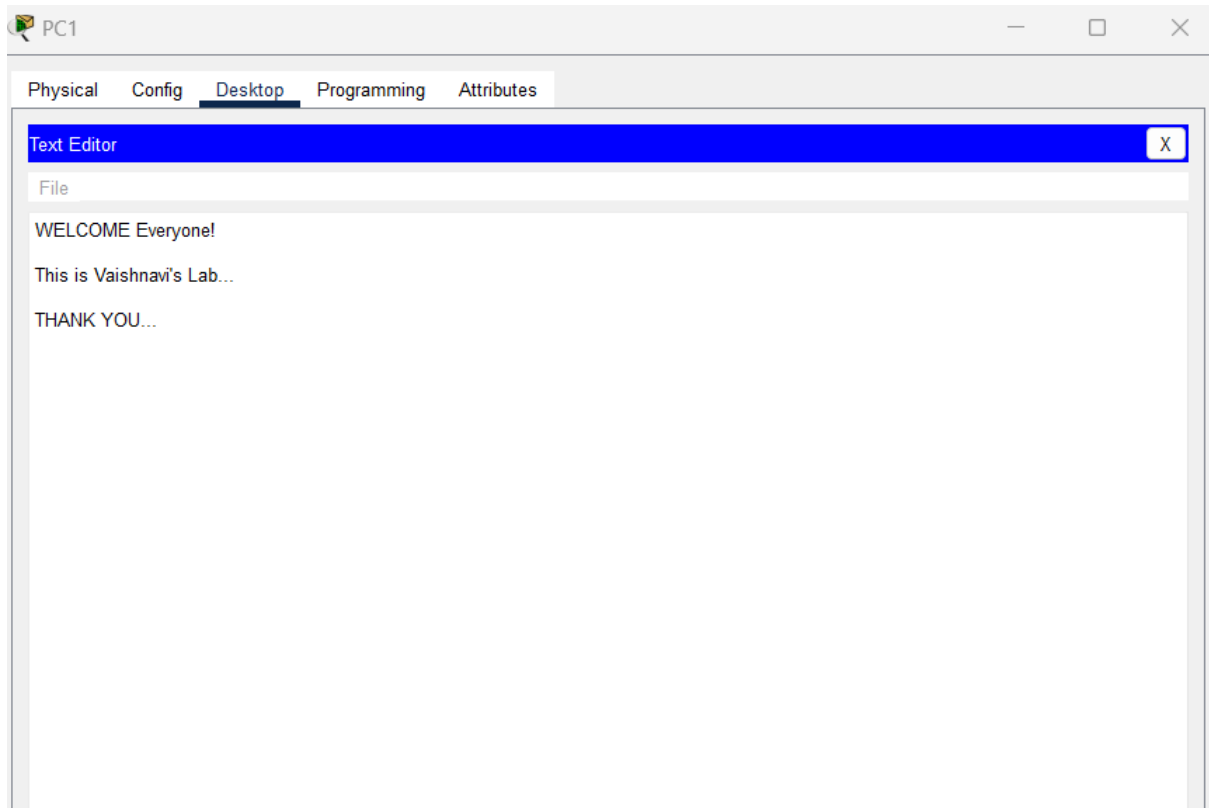 PC1
Physical Config Desktop Programming Attributes
Text Editor X
File
WELCOME Everyone!
This is Vaishnavi's Lab...
THANK YOU...